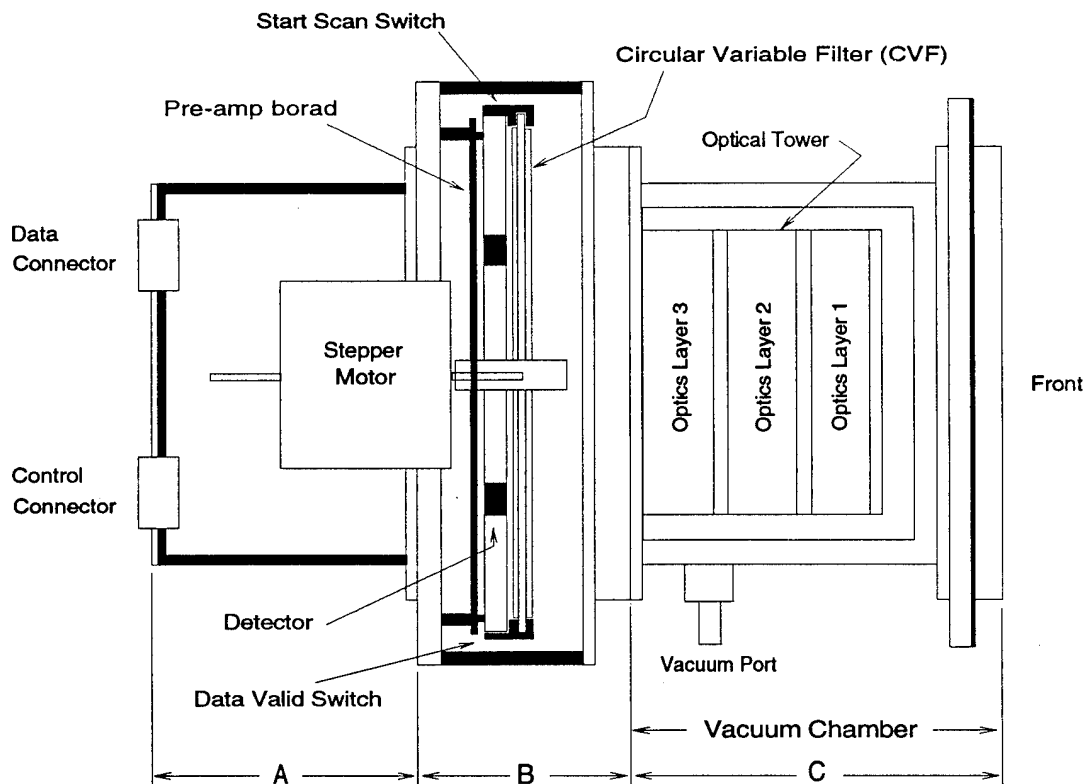 Start Scan Switch
Circular Variable Filter (CVF)
Pre-amp borad
Optical Tower
Data
Connector
Stepper
Motor
Optics Layer 3
Optics Layer 2
Optics Layer 1
Front
Control
Connector
Detector
Vacuum Port
Data Valid Switch
Vacuum Chamber
A
B
C